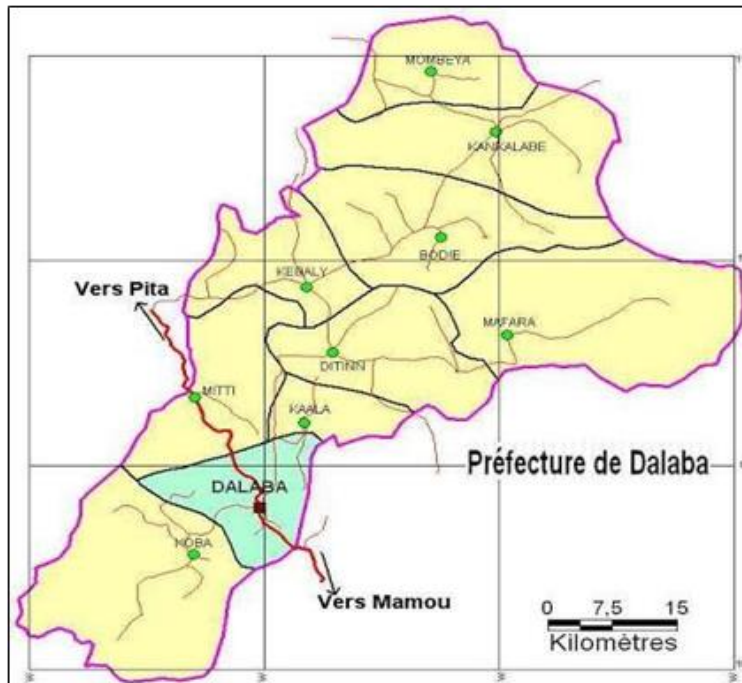 MOMBEYA
KANKALABE
BODIE
KEBALY
Vers Pita
MAFARA
DITINN
MITTI
KAALA
Préfecture de Dalaba
DALABA
KOBA
Vers Mamou
0 7,5 15
Kilomètres